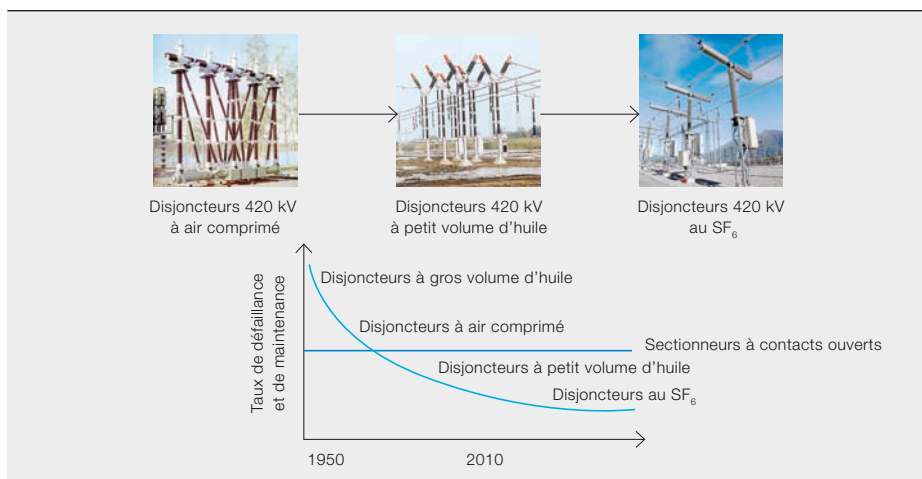 Disjoncteurs 420 kV
à air comprimé
Disjoncteurs 420 kV
à petit volume d'huile
Disjoncteurs 420 kV
au SF₆
Taux de défaillance
et de maintenance
Disjoncteurs à gros volume d'huile
Disjoncteurs à air comprimé
Sectionneurs à contacts ouverts
Disjoncteurs à petit volume d'huile
Disjoncteurs au SF₆
1950
2010